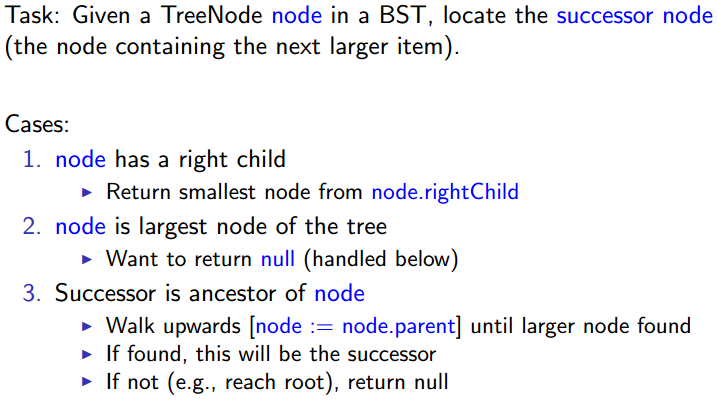 Task: Given a TreeNode node in a BST, locate the successor node
(the node containing the next larger item).
Cases:
1. node has a right child
▶ Return smallest node from node.rightChild
2. node is largest node of the tree
▶ Want to return null (handled below)
3. Successor is ancestor of node
▶ Walk upwards [node := node.parent] until larger node found
▶ If found, this will be the successor
▶ If not (e.g., reach root), return null